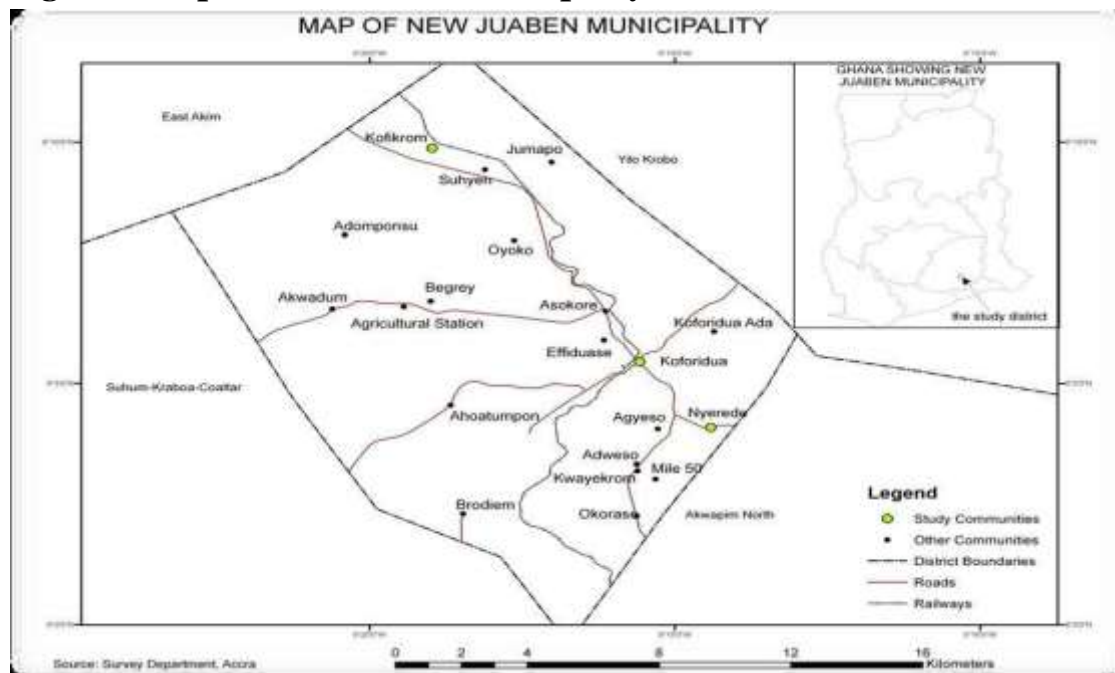 MAP OF NEW JUABEN MUNICIPALITY
GHANA SHOWING NEW
JUABEN MUNICIPALITY
East Akim
Kofikrom
Jumapo
Yilo Krobo
Suhyen
Adomponsu
Oyoko
Begrey
Akwadum
Asokore
Agricultural Station
Koforidua Ada
the study district
Effiduase
Koforidua
Suhum-Kraboa-Coaltar
Ahoatumpon
Agyeso
Nyerede
Adweso
Kwayekrom
Mile 50
Brodiem
Okoraso
Akwapim North
Legend
Study Communities
Other Communities
District Boundaries
Roads
Railways
Source: Survey Department, Accra
0 2 4 8 12 16
Kilometers